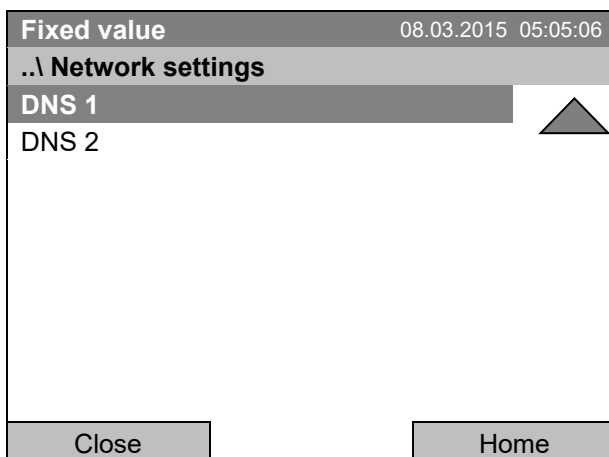 Fixed value 08.03.2015 05:05:06
..\ Network settings
DNS 1
DNS 2
Close Home